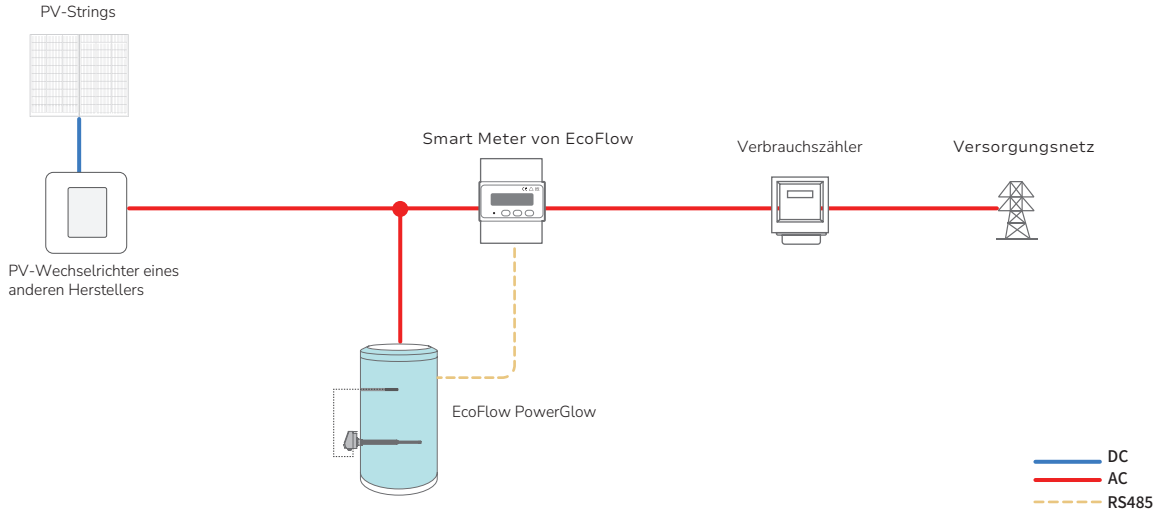 PV-Strings
Smart Meter von EcoFlow
Verbrauchszähler
Versorgungsnetz
PV-Wechselrichter eines
anderen Herstellers
EcoFlow PowerGlow
DC
AC
RS485